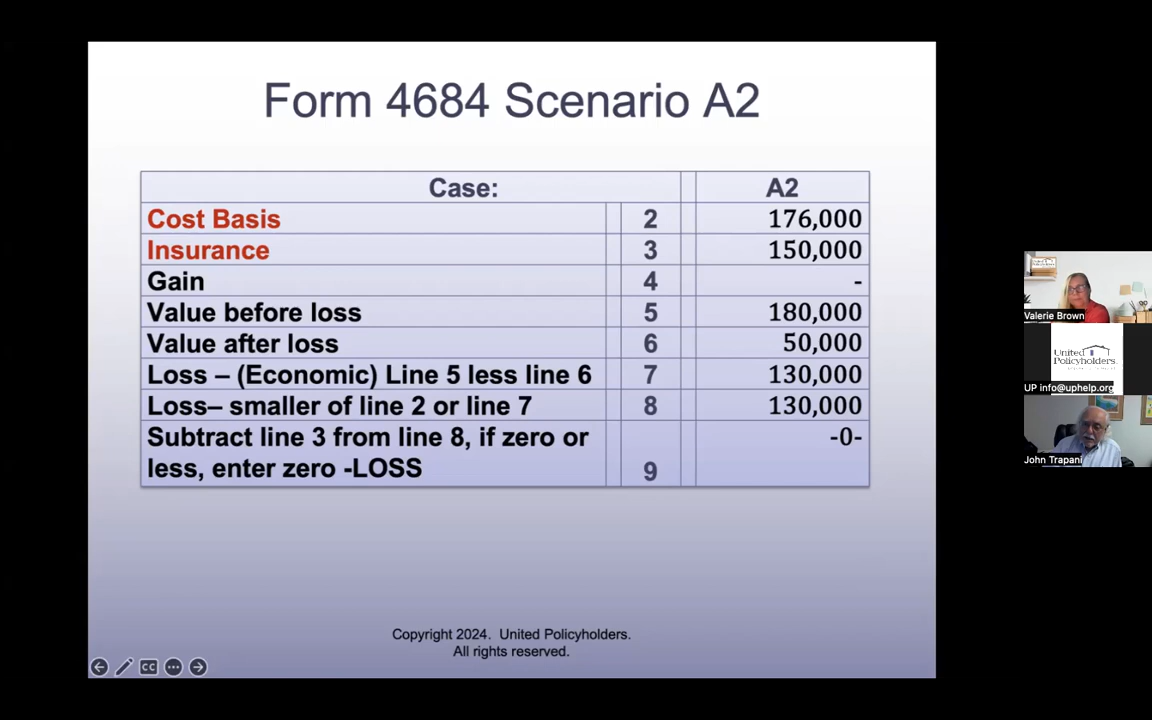 Form 4684 Scenario A2
Case: A2
Cost Basis 2 176,000
Insurance 3 150,000
Gain 4 -
Value before loss 5 180,000
Value after loss 6 50,000
Loss – (Economic) Line 5 less line 6 7 130,000
Loss– smaller of line 2 or line 7 8 130,000
Subtract line 3 from line 8, if zero or -0-
less, enter zero -LOSS 9
Copyright 2024. United Policyholders.
All rights reserved.
CC
Valerie Brown
United
Policyholders.
UP info@uphelp.org
John Trapani